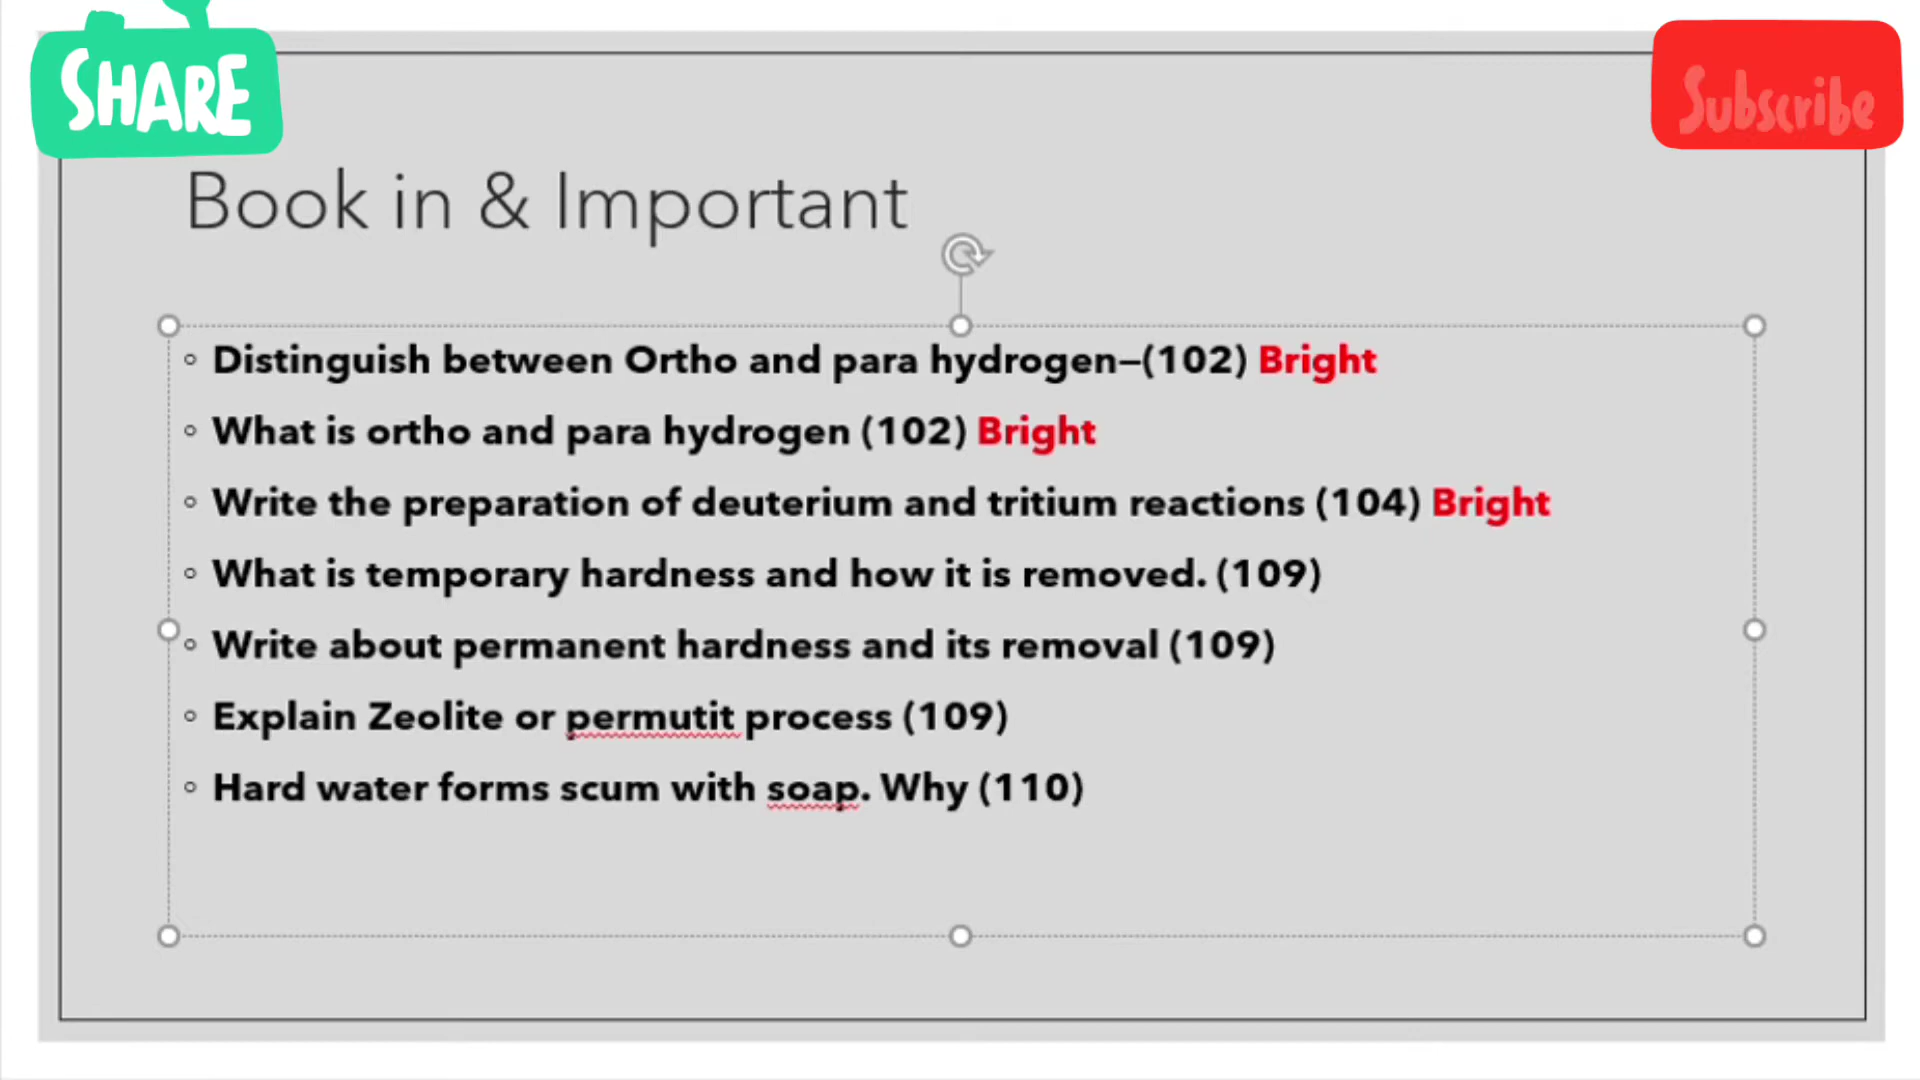 SHARE
Subscribe
Book in & Important
Distinguish between Ortho and para hydrogen–(102) Bright
What is ortho and para hydrogen (102) Bright
Write the preparation of deuterium and tritium reactions (104) Bright
What is temporary hardness and how it is removed. (109)
Write about permanent hardness and its removal (109)
Explain Zeolite or permutit process (109)
Hard water forms scum with soap. Why (110)